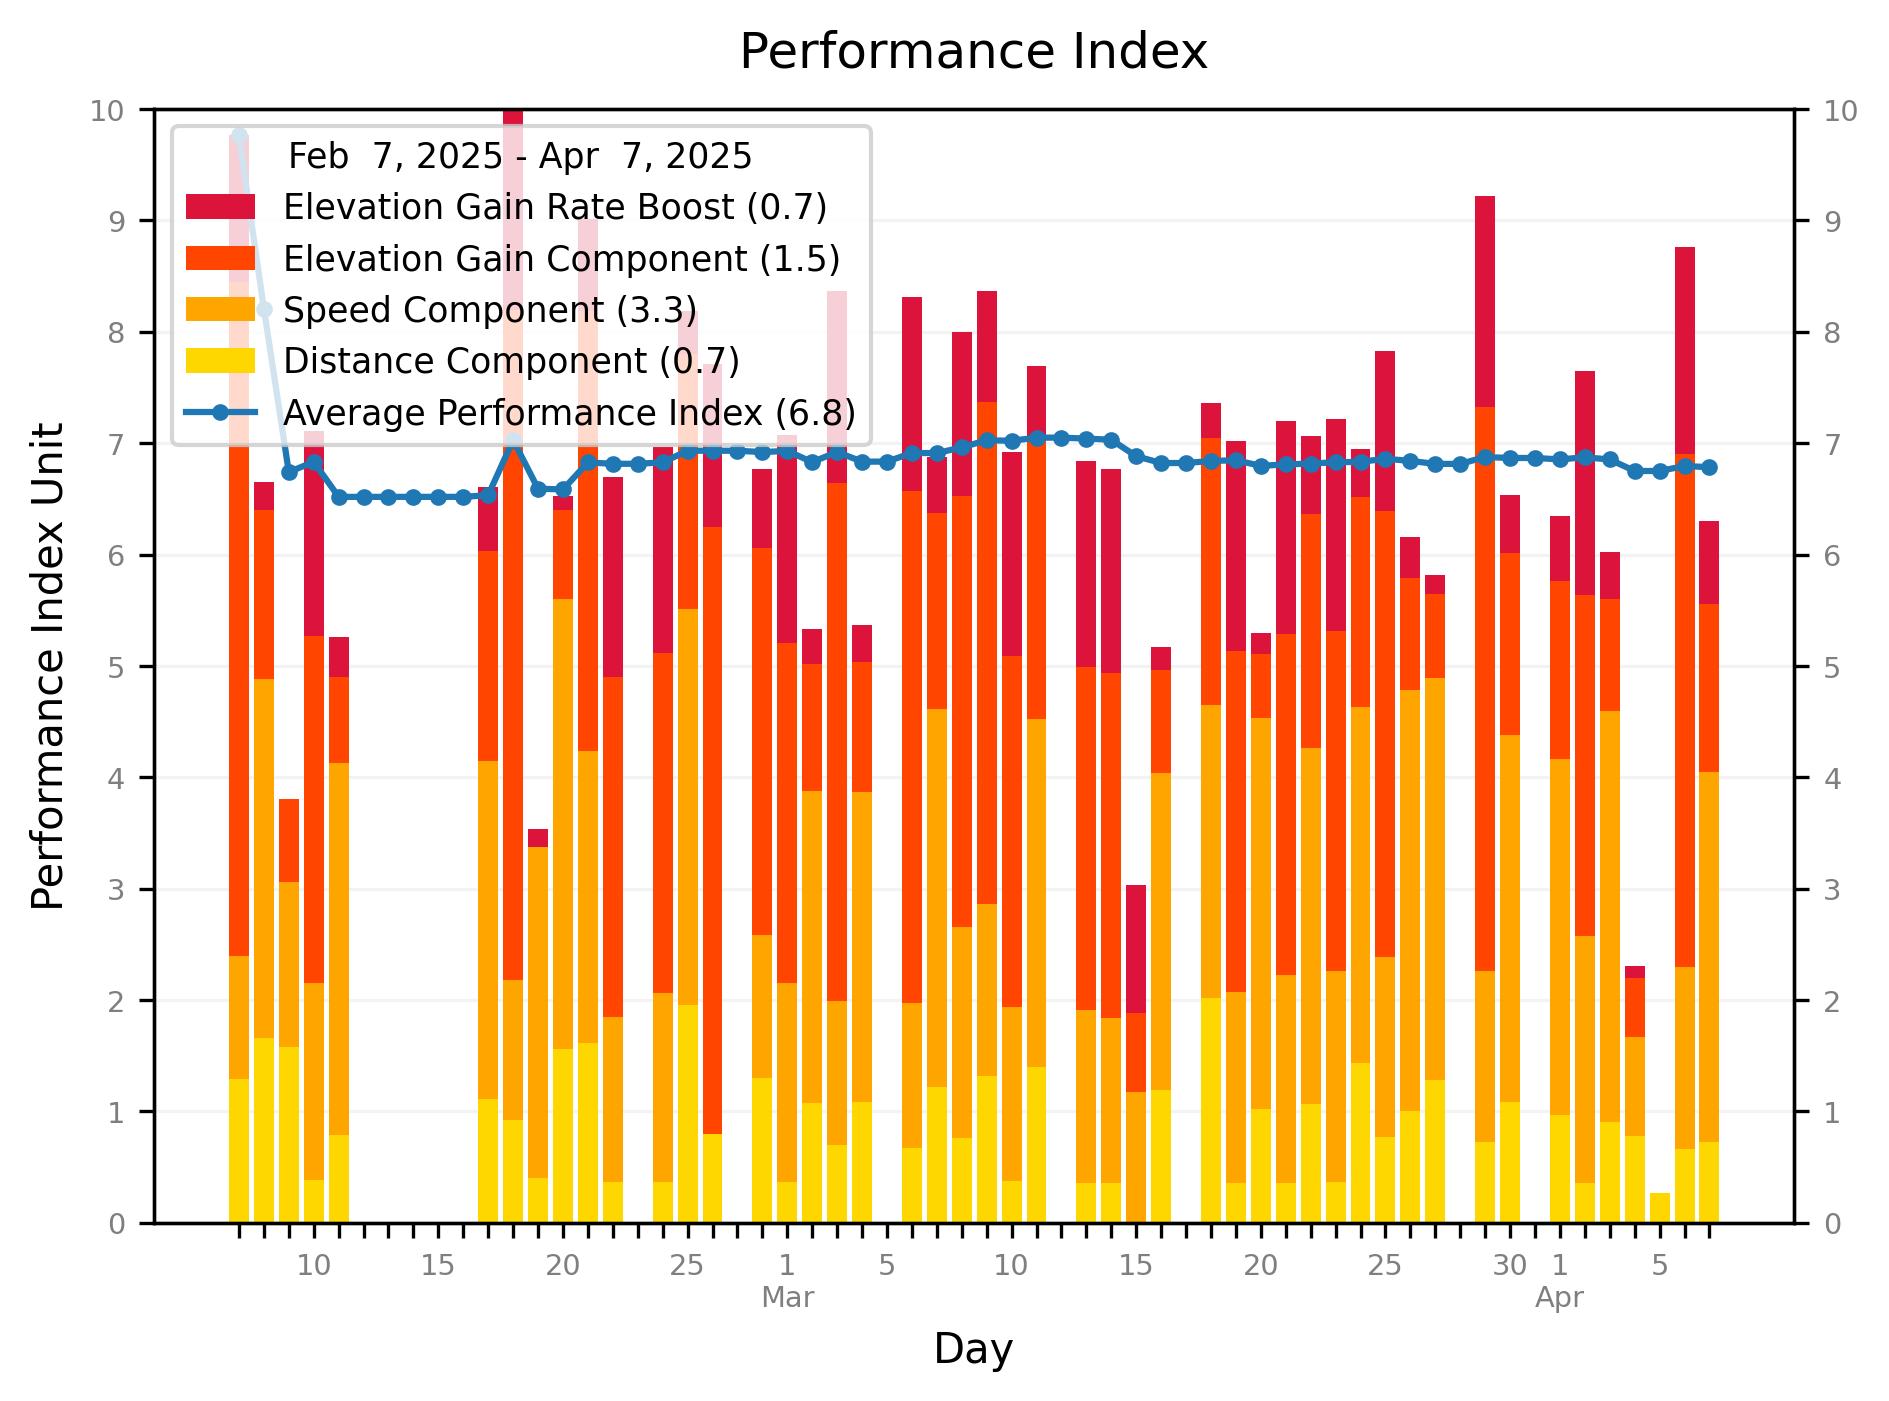 Performance Index
Feb  7, 2025 - Apr  7, 2025
Elevation Gain Rate Boost (0.7)
Elevation Gain Component (1.5)
Speed Component (3.3)
Distance Component (0.7)
Average Performance Index (6.8)
Performance Index Unit
10 10
9 9
8 8
7 7
6 6
5 5
4 4
3 3
2 2
1 1
0 0
10 15 20 25 1 5 10 15 20 25 30 1 5
Mar Apr
Day